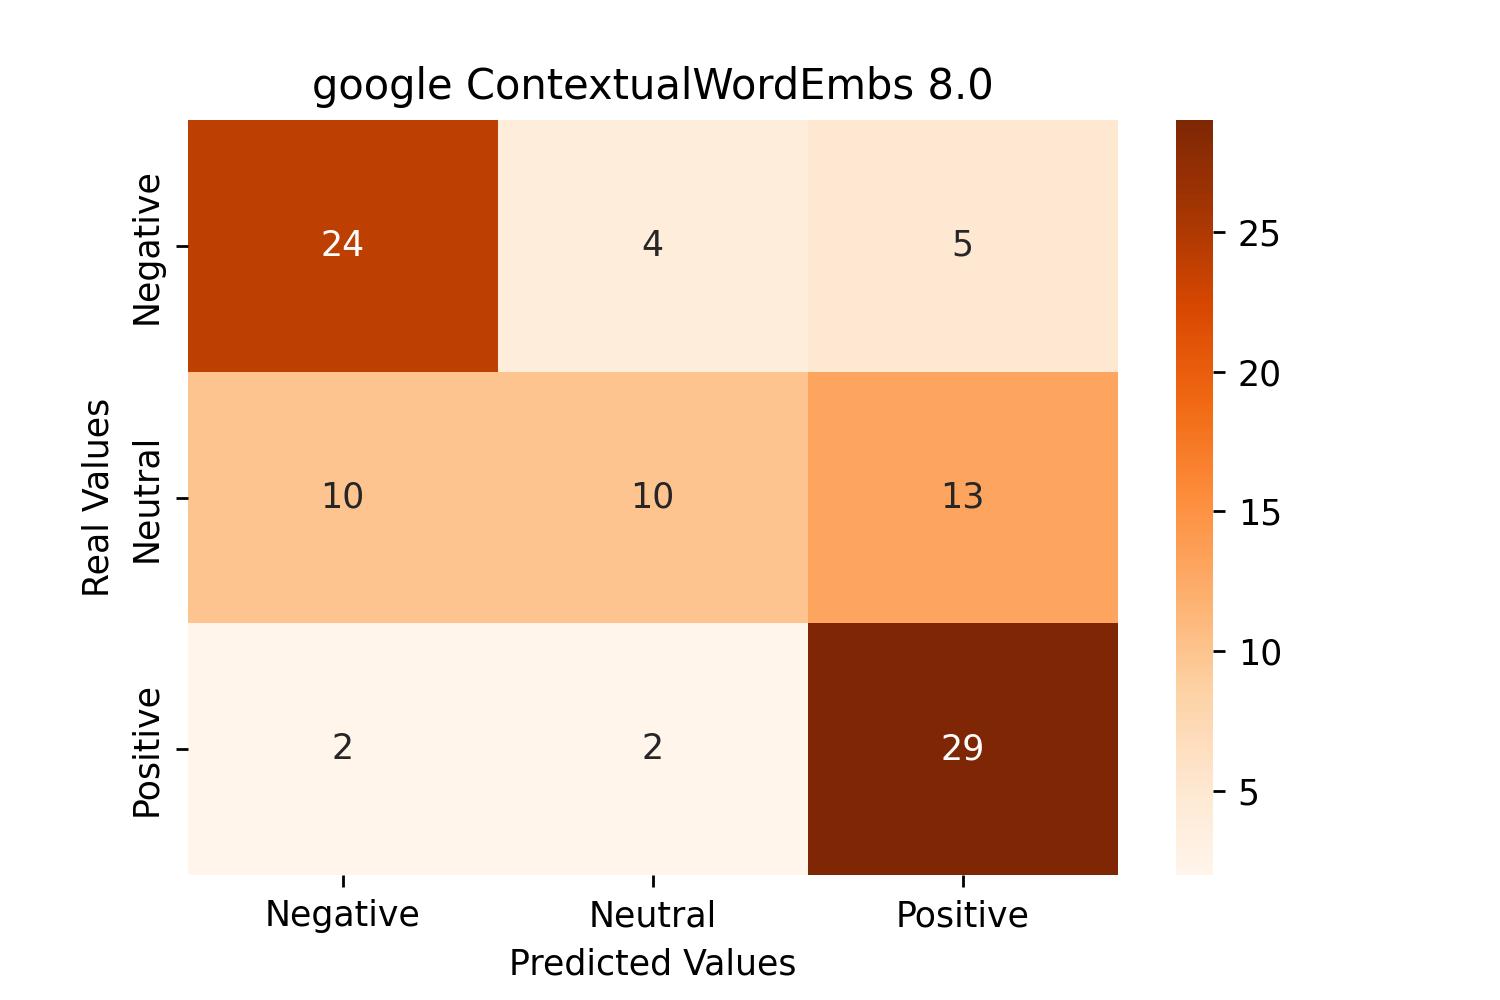 google ContextualWordEmbs 8.0
Real Values
Negative
24
4
5
Neutral
10
10
13
Positive
2
2
29
Negative
Neutral
Positive
Predicted Values
25
20
15
10
5